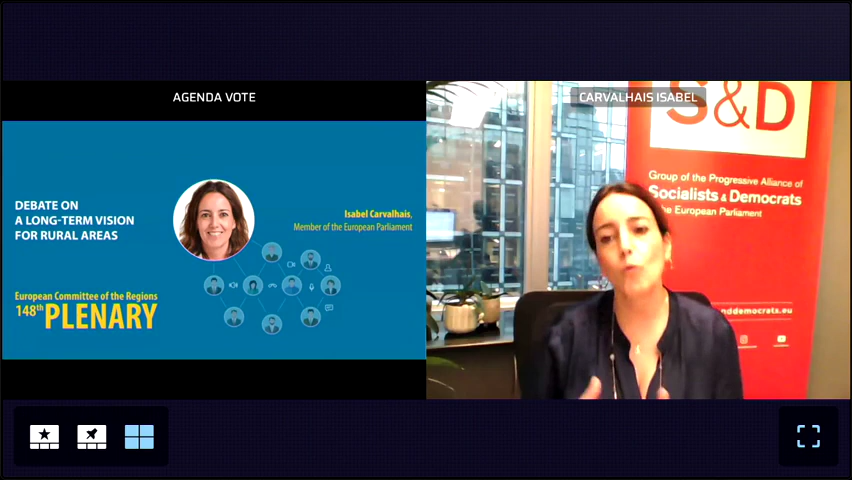 AGENDA VOTE
CARVALHAIS ISABEL
DEBATE ON
A LONG-TERM VISION
FOR RURAL AREAS
Isabel Carvalhais,
Member of the European Parliament
European Committee of the Regions
148th PLENARY
S&D
Group of the Progressive Alliance of
Socialists & Democrats
the European Parliament
nddemocrats.eu